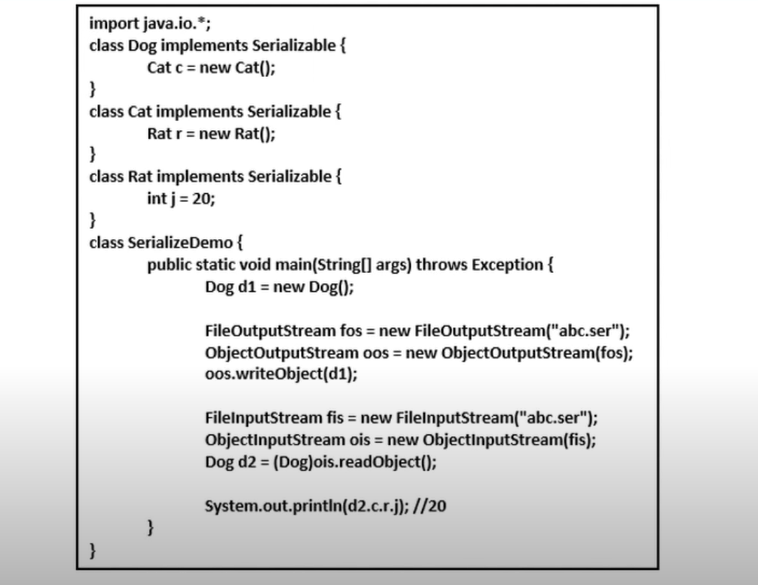 import java.io.*;
class Dog implements Serializable {
Cat c = new Cat();
}
class Cat implements Serializable {
Rat r = new Rat();
}
class Rat implements Serializable {
int j = 20;
}
class SerializeDemo {
public static void main(String[] args) throws Exception {
Dog d1 = new Dog();
FileOutputStream fos = new FileOutputStream("abc.ser");
ObjectOutputStream oos = new ObjectOutputStream(fos);
oos.writeObject(d1);
FileInputStream fis = new FileInputStream("abc.ser");
ObjectInputStream ois = new ObjectInputStream(fis);
Dog d2 = (Dog)ois.readObject();
System.out.println(d2.c.r.j); //20
}
}